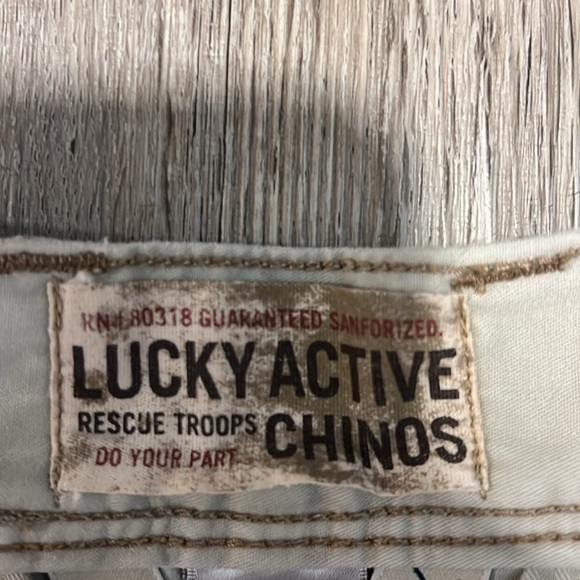 RN# 80318 GUARANTEED SANFORIZED.
LUCKY ACTIVE
RESCUE TROOPS CHINOS
DO YOUR PART